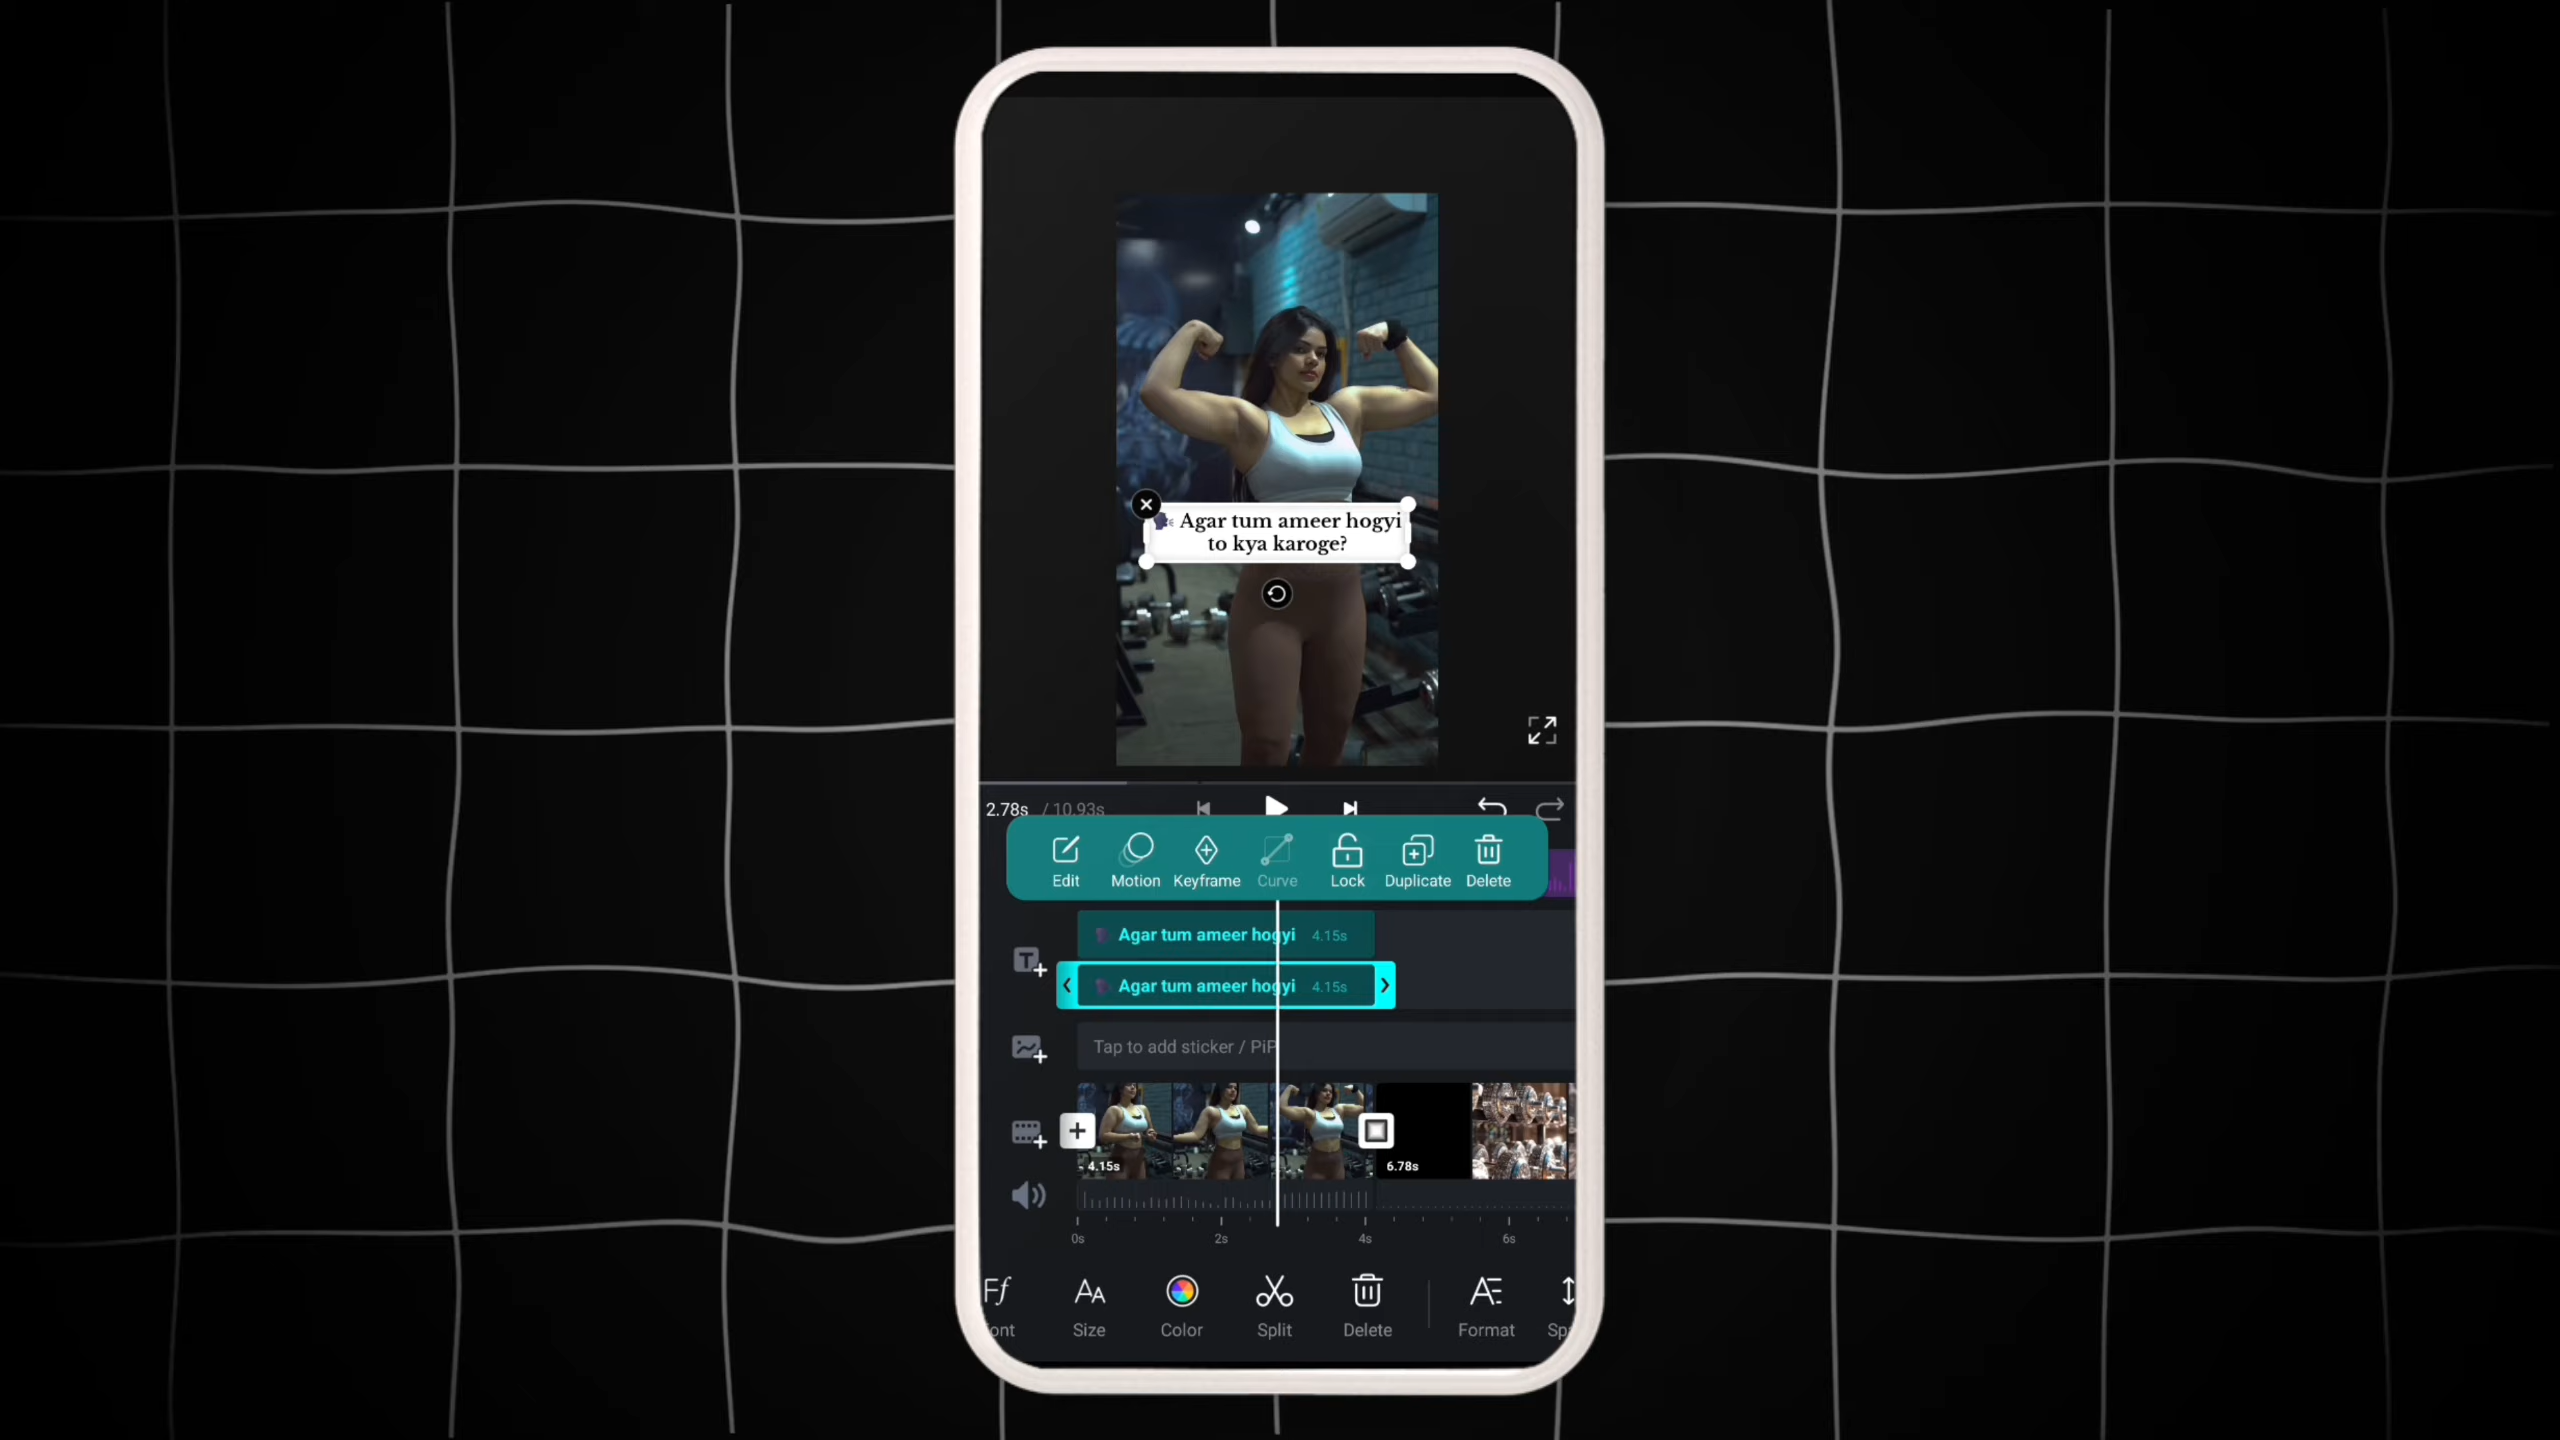 Agar tum ameer hogyi
to kya karoge?
2.78s / 10.93s
Edit Motion Keyframe Curve Lock Duplicate Delete
Agar tum ameer hogyi 4.15s
Agar tum ameer hogyi 4.15s
Tap to add sticker / PiP
4.15s 6.78s
0s 2s 4s 6s
ont Size Color Split Delete Format Spa